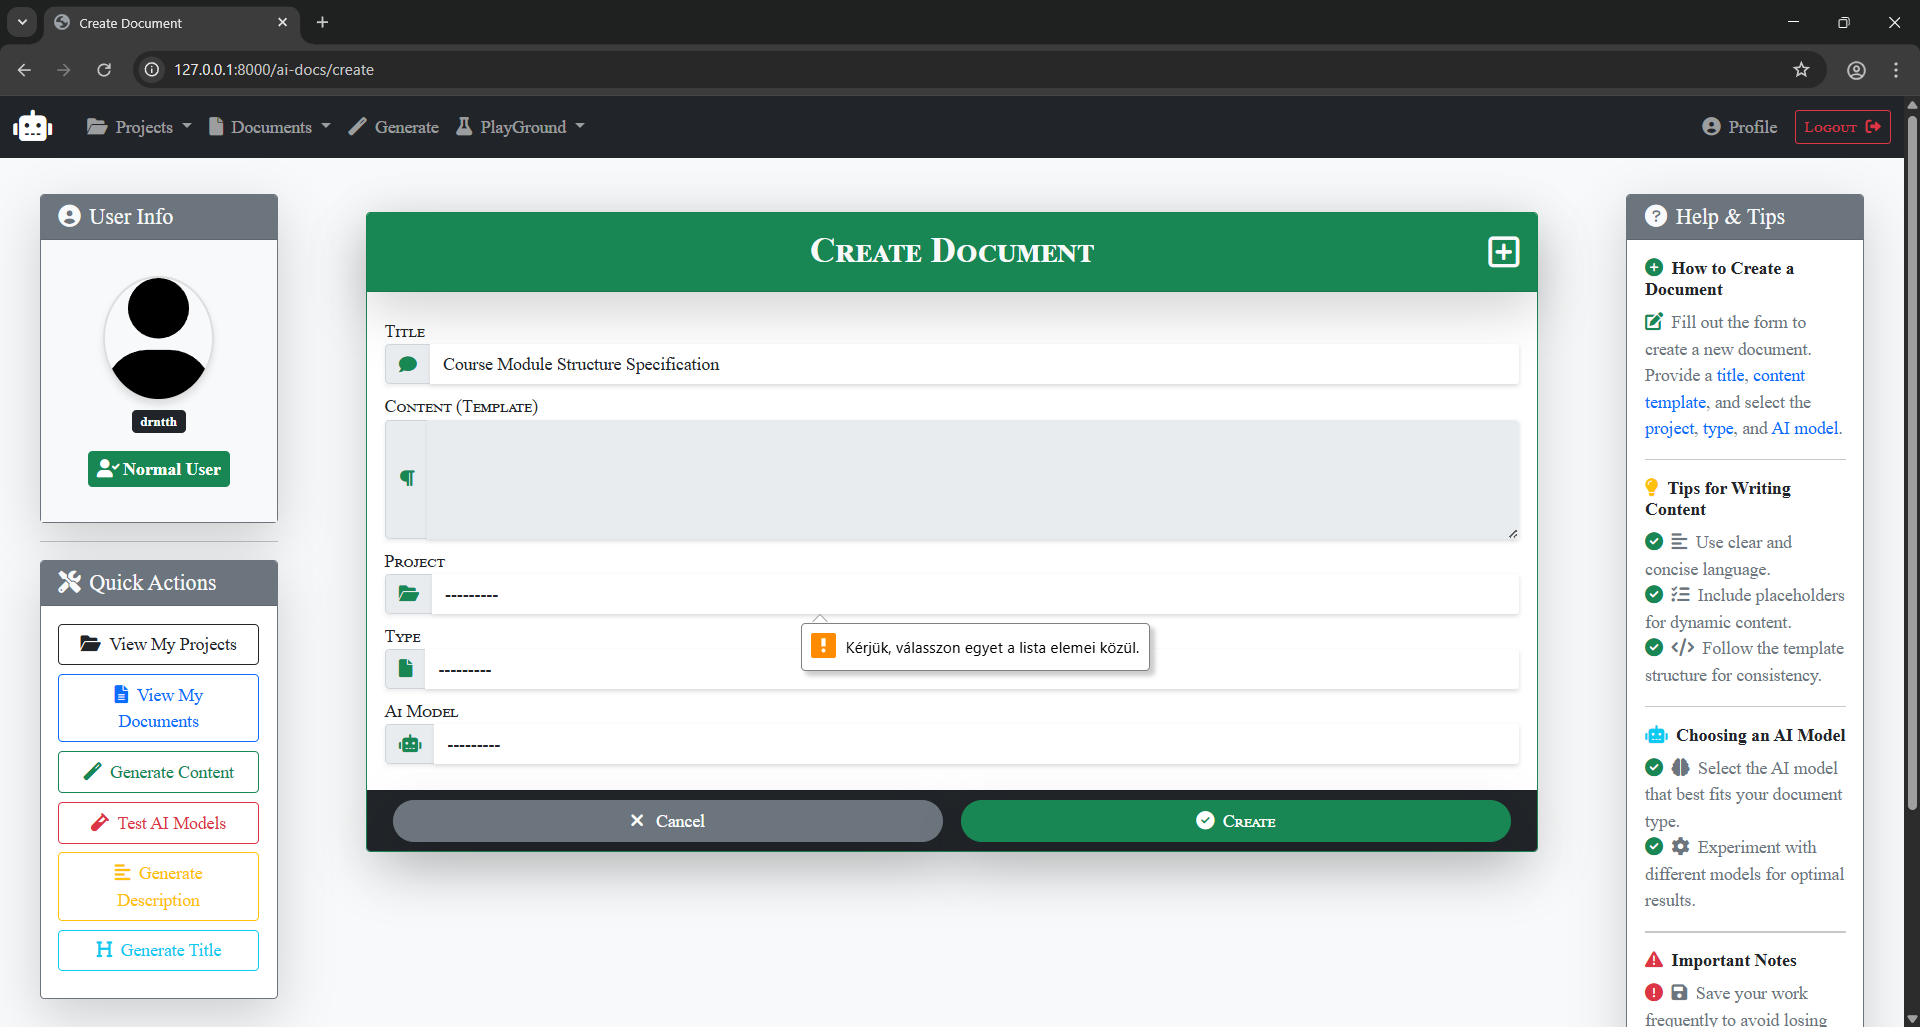 Create Document
127.0.0.1:8000/ai-docs/create
Projects
Documents
Generate
PlayGround
Profile
Logout
User Info
drntth
Normal User
Quick Actions
View My Projects
View My
Documents
Generate Content
Test AI Models
Generate
Description
Generate Title
Create Document
Title
Course Module Structure Specification
Content (Template)
Project
---------
Kérjük, válasszon egyet a lista elemei közül.
Type
---------
Ai Model
---------
Cancel
Create
Help & Tips
How to Create a
Document
Fill out the form to
create a new document.
Provide a title, content
template, and select the
project, type, and AI model.
Tips for Writing
Content
Use clear and
concise language.
Include placeholders
for dynamic content.
Follow the template
structure for consistency.
Choosing an AI Model
Select the AI model
that best fits your document
type.
Experiment with
different models for optimal
results.
Important Notes
Save your work
frequently to avoid losing